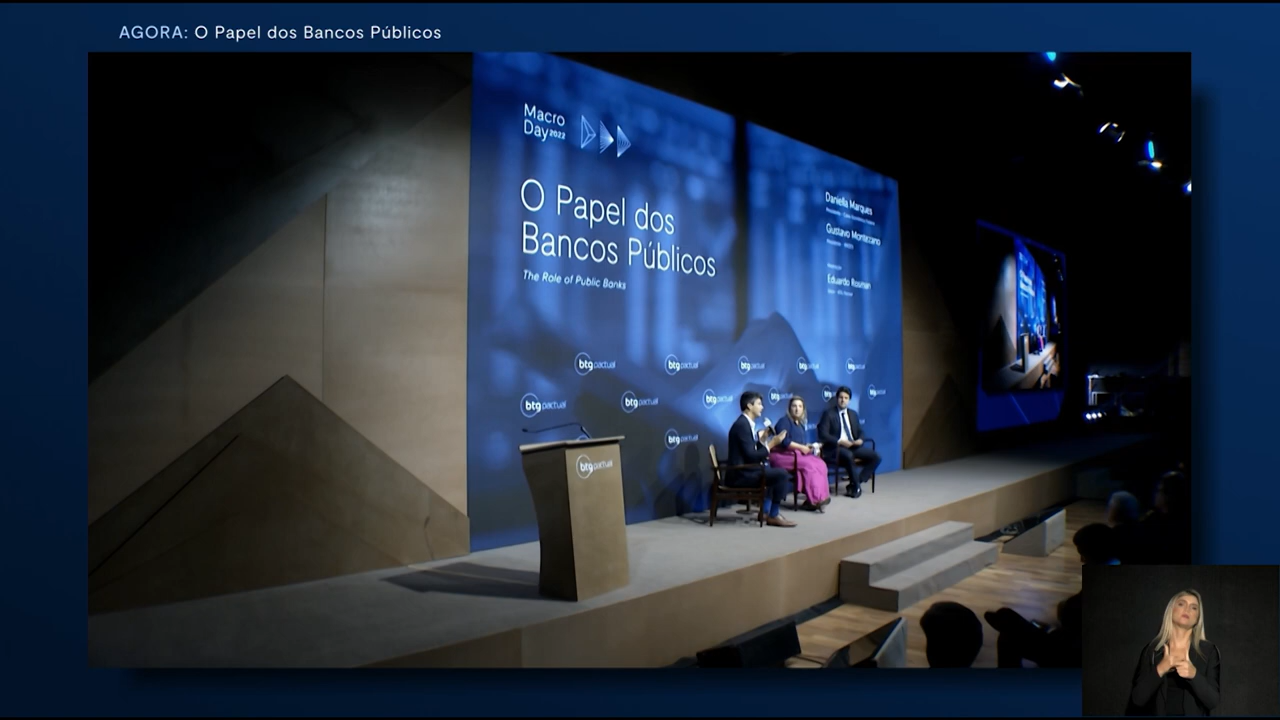 AGORA: O Papel dos Bancos Públicos
Macro
Day 2022
O Papel dos
Bancos Públicos
The Role of Public Banks
Daniella Marques
Gustavo Montezano
Eduardo Rosman
btg pactual
btg pactual
btg pactual
btg pactual
btg pactual
btg pactual
btg pactual
btg pactual
btg pactual
btg
btg
btg pactual
btg pactual